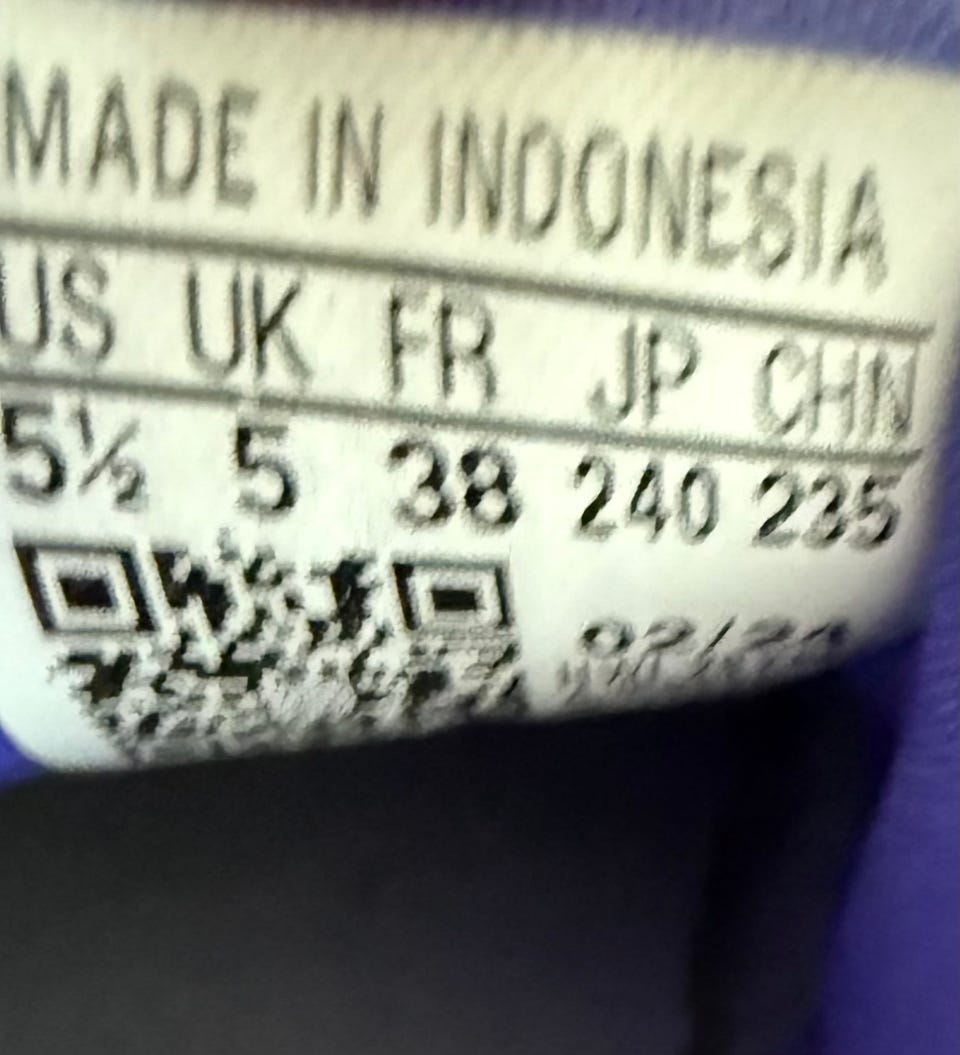 MADE IN INDONESIA
US UK FR JP CHN
5½ 5 38 240 235